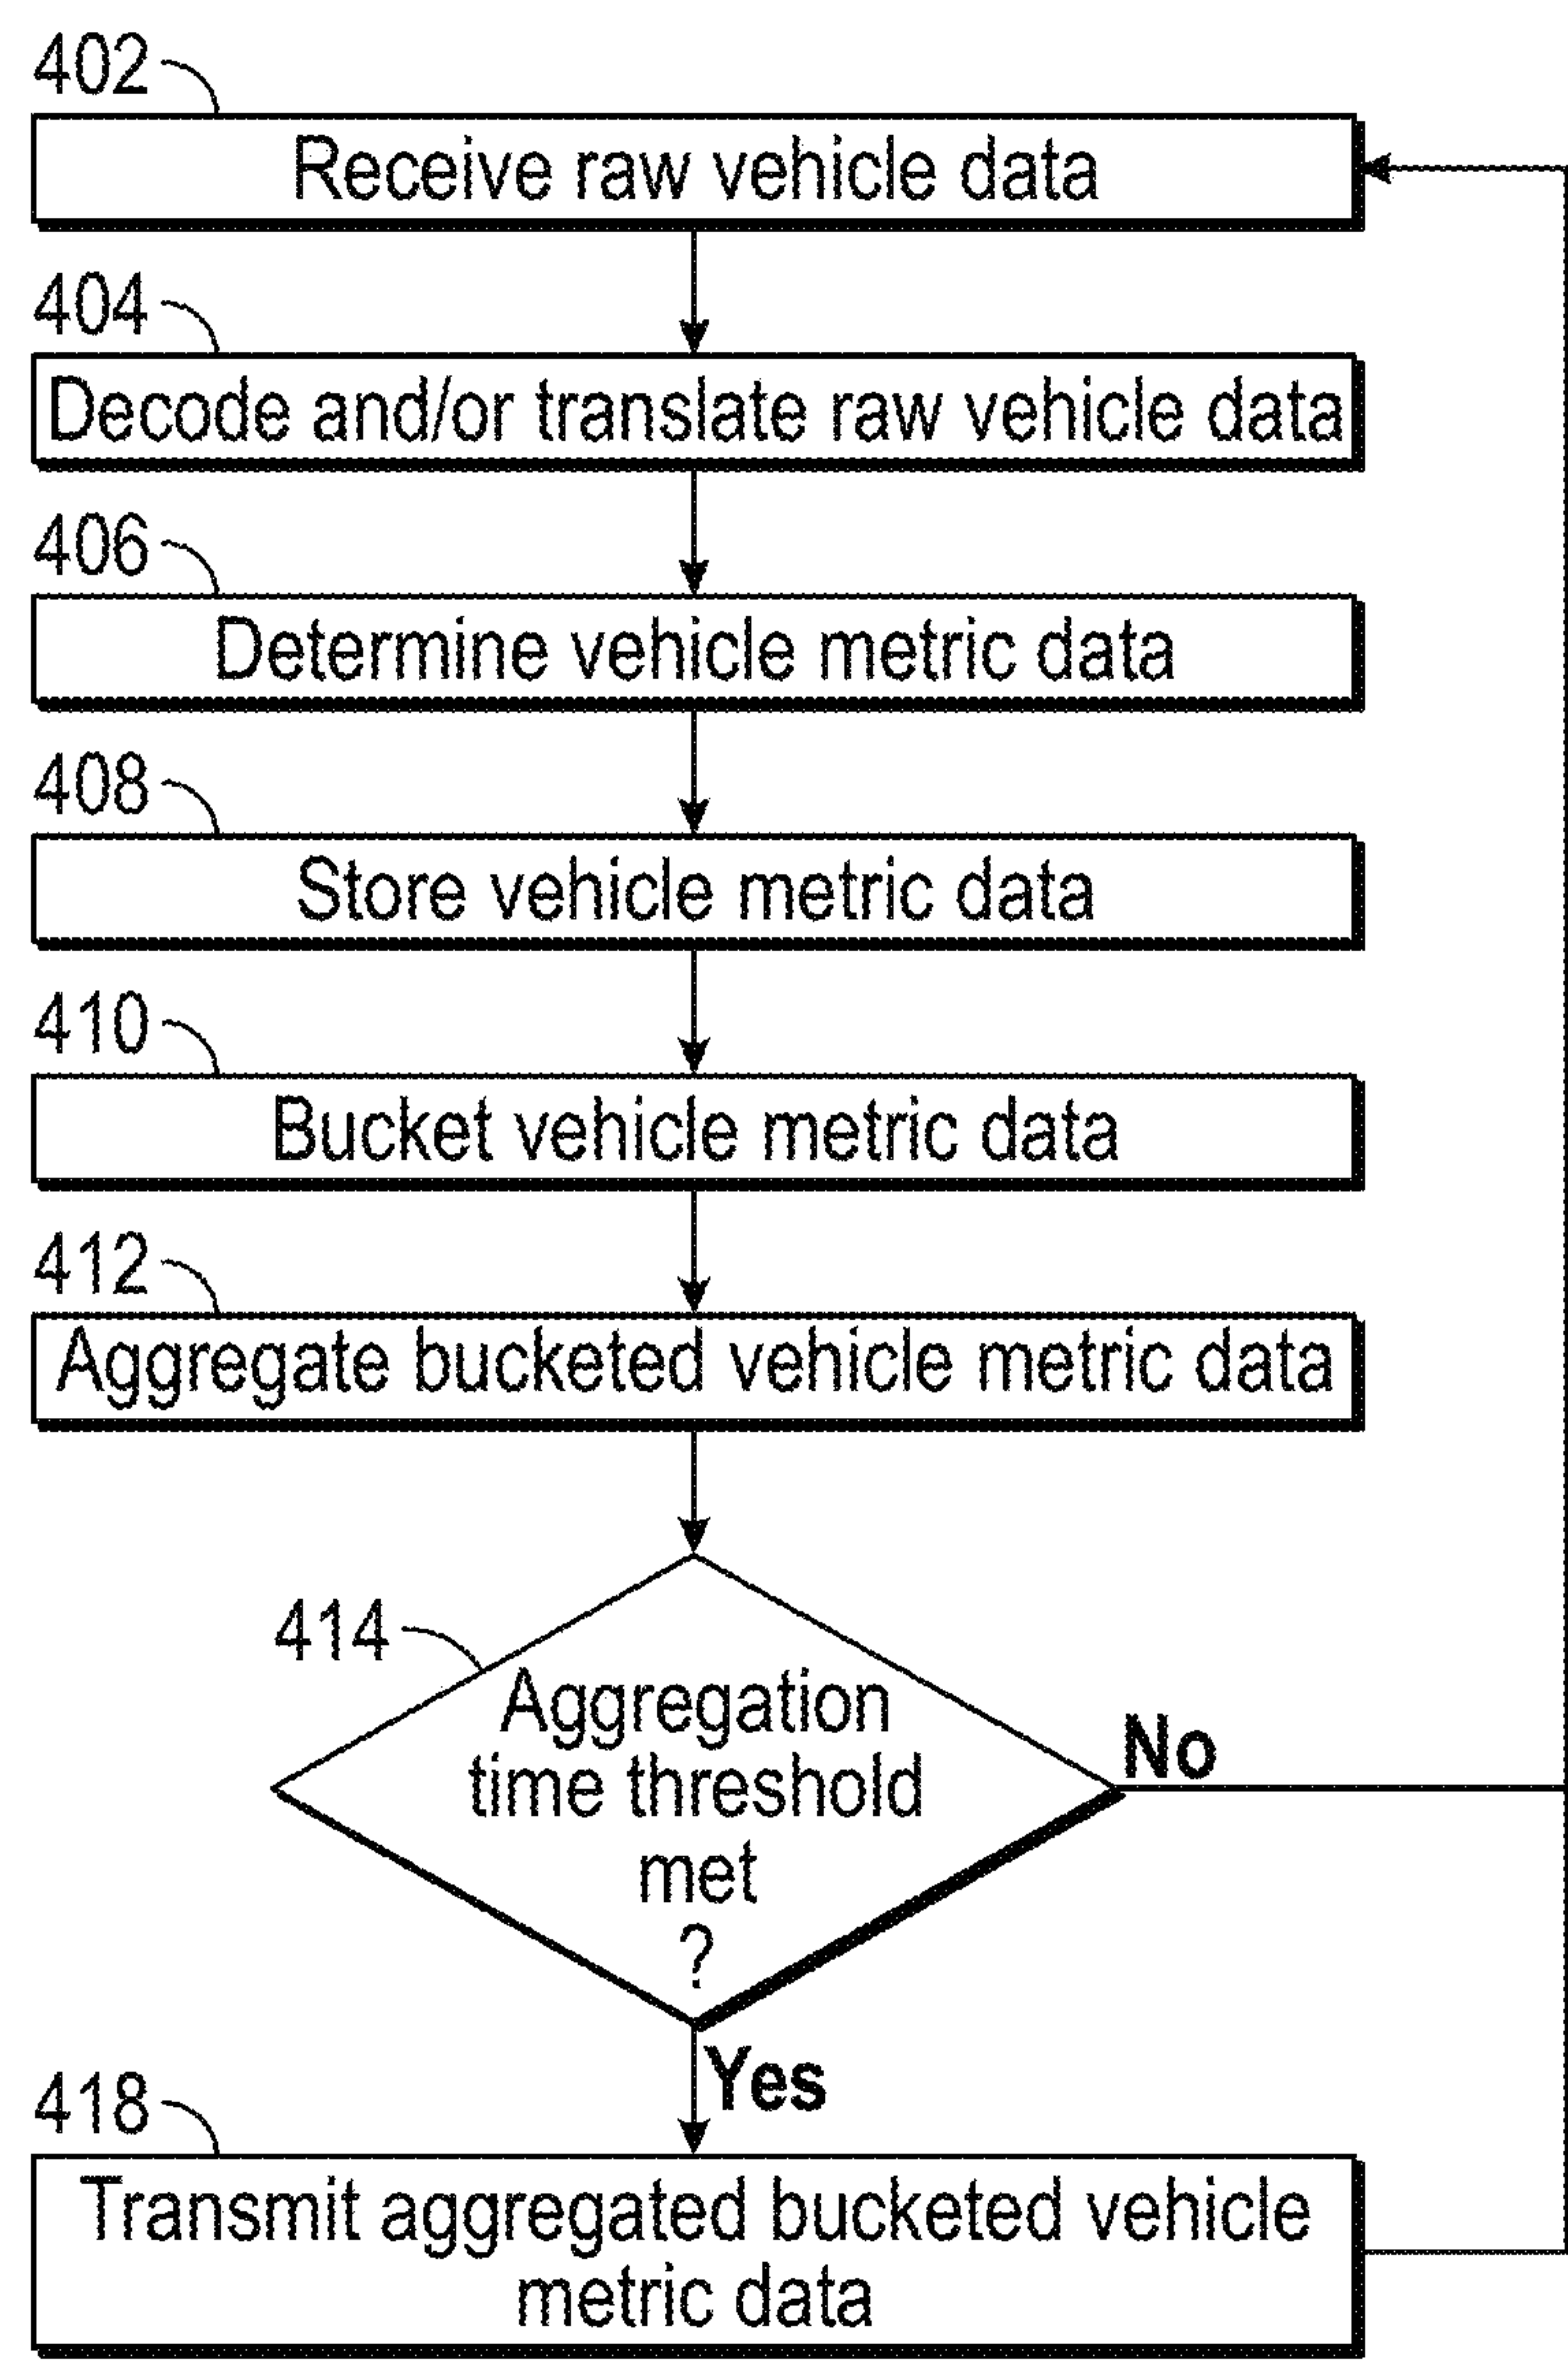 402
Receive raw vehicle data
404
Decode and/or translate raw vehicle data
406
Determine vehicle metric data
408
Store vehicle metric data
410
Bucket vehicle metric data
412
Aggregate bucketed vehicle metric data
414
Aggregation
time threshold
met
?
No
Yes
418
Transmit aggregated bucketed vehicle
metric data